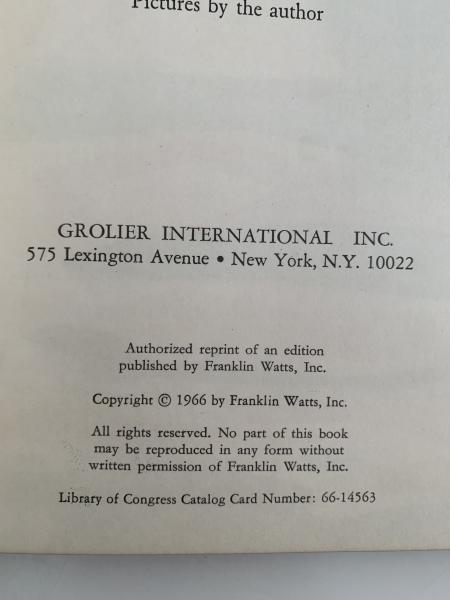 Pictures by the author
GROLIER INTERNATIONAL INC.
575 Lexington Avenue • New York, N.Y. 10022
Authorized reprint of an edition
published by Franklin Watts, Inc.
Copyright © 1966 by Franklin Watts, Inc.
All rights reserved. No part of this book
may be reproduced in any form without
written permission of Franklin Watts, Inc.
Library of Congress Catalog Card Number: 66-14563